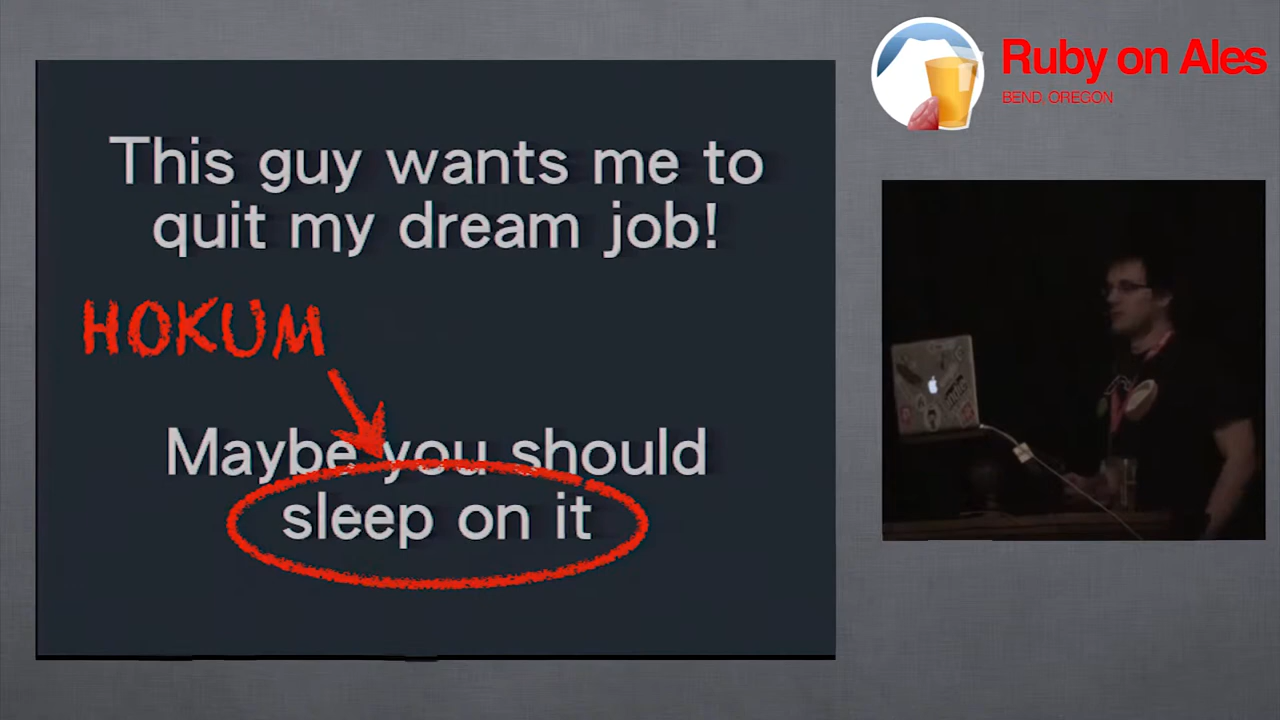 This guy wants me to
quit my dream job!
HOKUM
Maybe you should
sleep on it
Ruby on Ales
BEND, OREGON